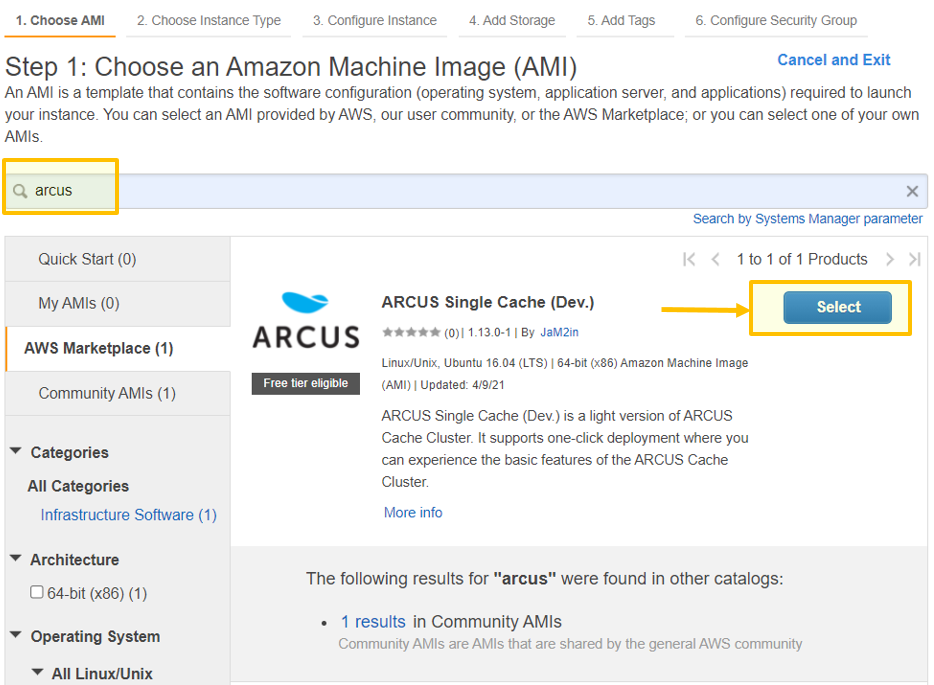 1. Choose AMI 2. Choose Instance Type 3. Configure Instance 4. Add Storage 5. Add Tags 6. Configure Security Group
Step 1: Choose an Amazon Machine Image (AMI)
Cancel and Exit
An AMI is a template that contains the software configuration (operating system, application server, and applications) required to launch
your instance. You can select an AMI provided by AWS, our user community, or the AWS Marketplace; or you can select one of your own
AMIs.
arcus
Search by Systems Manager parameter
Quick Start (0)
My AMIs (0)
AWS Marketplace (1)
Community AMIs (1)
Categories
All Categories
Infrastructure Software (1)
Architecture
64-bit (x86) (1)
Operating System
All Linux/Unix
1 to 1 of 1 Products
ARCUS
Free tier eligible
ARCUS Single Cache (Dev.)
(0) | 1.13.0-1 | By JaM2in
Linux/Unix, Ubuntu 16.04 (LTS) | 64-bit (x86) Amazon Machine Image
(AMI) | Updated: 4/9/21
ARCUS Single Cache (Dev.) is a light version of ARCUS
Cache Cluster. It supports one-click deployment where you
can experience the basic features of the ARCUS Cache
Cluster.
More info
Select
The following results for "arcus" were found in other catalogs:
• 1 results in Community AMIs
Community AMIs are AMIs that are shared by the general AWS community